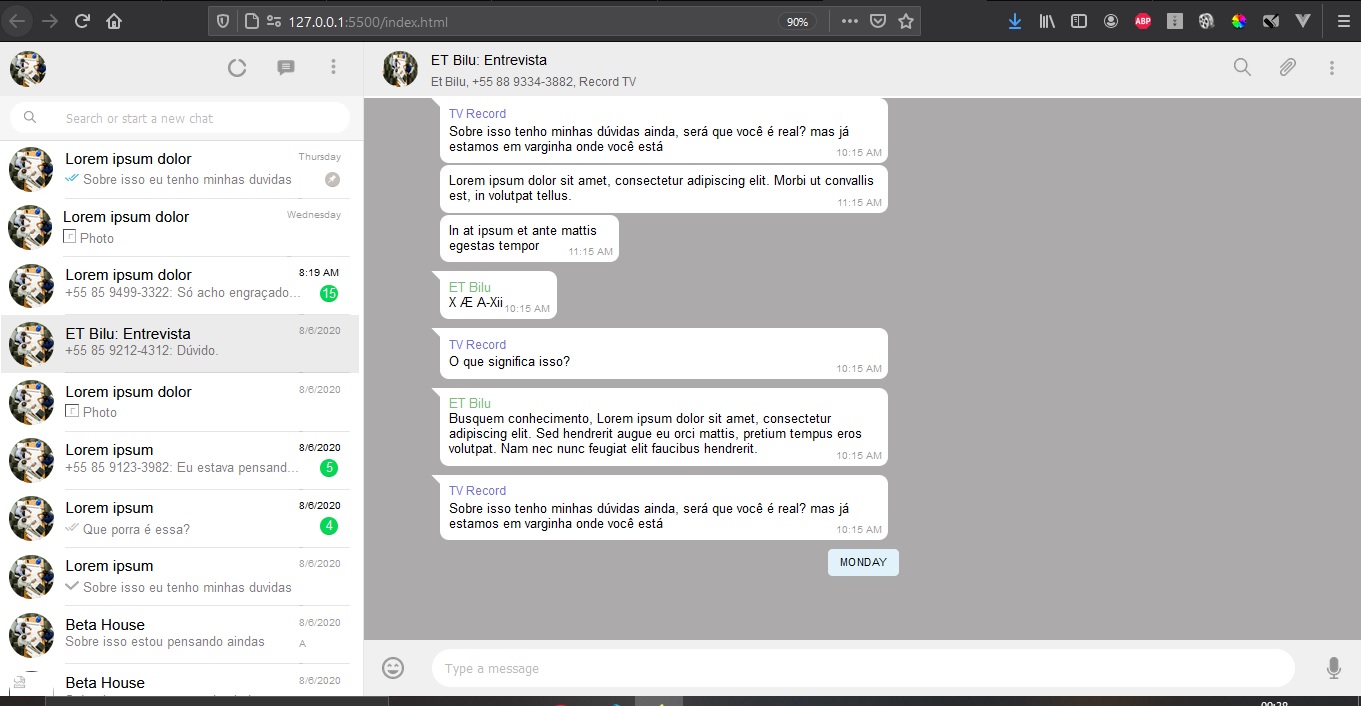 127.0.0.1:5500/index.html
90%
ABP
Search or start a new chat
Lorem ipsum dolor
Thursday
Sobre isso eu tenho minhas duvidas
Lorem ipsum dolor
Wednesday
Photo
Lorem ipsum dolor
8:19 AM
+55 85 9499-3322: Só acho engraçado...
15
ET Bilu: Entrevista
8/6/2020
+55 85 9212-4312: Dúvido.
Lorem ipsum dolor
8/6/2020
Photo
Lorem ipsum
8/6/2020
+55 85 9123-3982: Eu estava pensand...
5
Lorem ipsum
8/6/2020
Que porra é essa?
4
Lorem ipsum
8/6/2020
Sobre isso eu tenho minhas duvidas
Beta House
8/6/2020
Sobre isso estou pensando aindas
A
Beta House
8/6/2020
ET Bilu: Entrevista
Et Bilu, +55 88 9334-3882, Record TV
TV Record
Sobre isso tenho minhas dúvidas ainda, será que você é real? mas já
estamos em varginha onde você está
10:15 AM
Lorem ipsum dolor sit amet, consectetur adipiscing elit. Morbi ut convallis
est, in volutpat tellus.
11:15 AM
In at ipsum et ante mattis
egestas tempor
11:15 AM
ET Bilu
X Æ A-Xii
10:15 AM
TV Record
O que significa isso?
10:15 AM
ET Bilu
Busquem conhecimento, Lorem ipsum dolor sit amet, consectetur
adipiscing elit. Sed hendrerit augue eu orci mattis, pretium tempus eros
volutpat. Nam nec nunc feugiat elit faucibus hendrerit.
10:15 AM
TV Record
Sobre isso tenho minhas dúvidas ainda, será que você é real? mas já
estamos em varginha onde você está
10:15 AM
MONDAY
Type a message